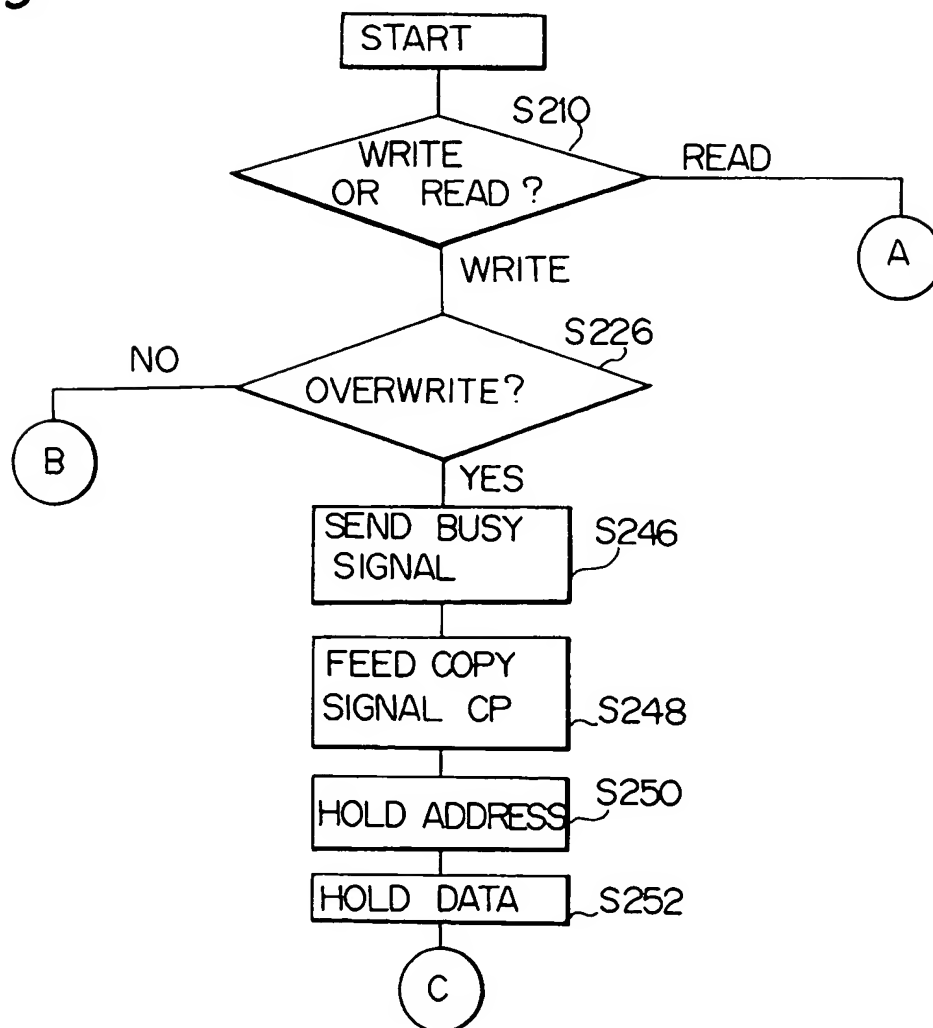 START
S210
WRITE
OR READ?
READ
A
WRITE
S226
NO
OVERWRITE?
B
YES
SEND BUSY
SIGNAL
S246
FEED COPY
SIGNAL CP
S248
HOLD ADDRESS
S250
HOLD DATA
S252
C